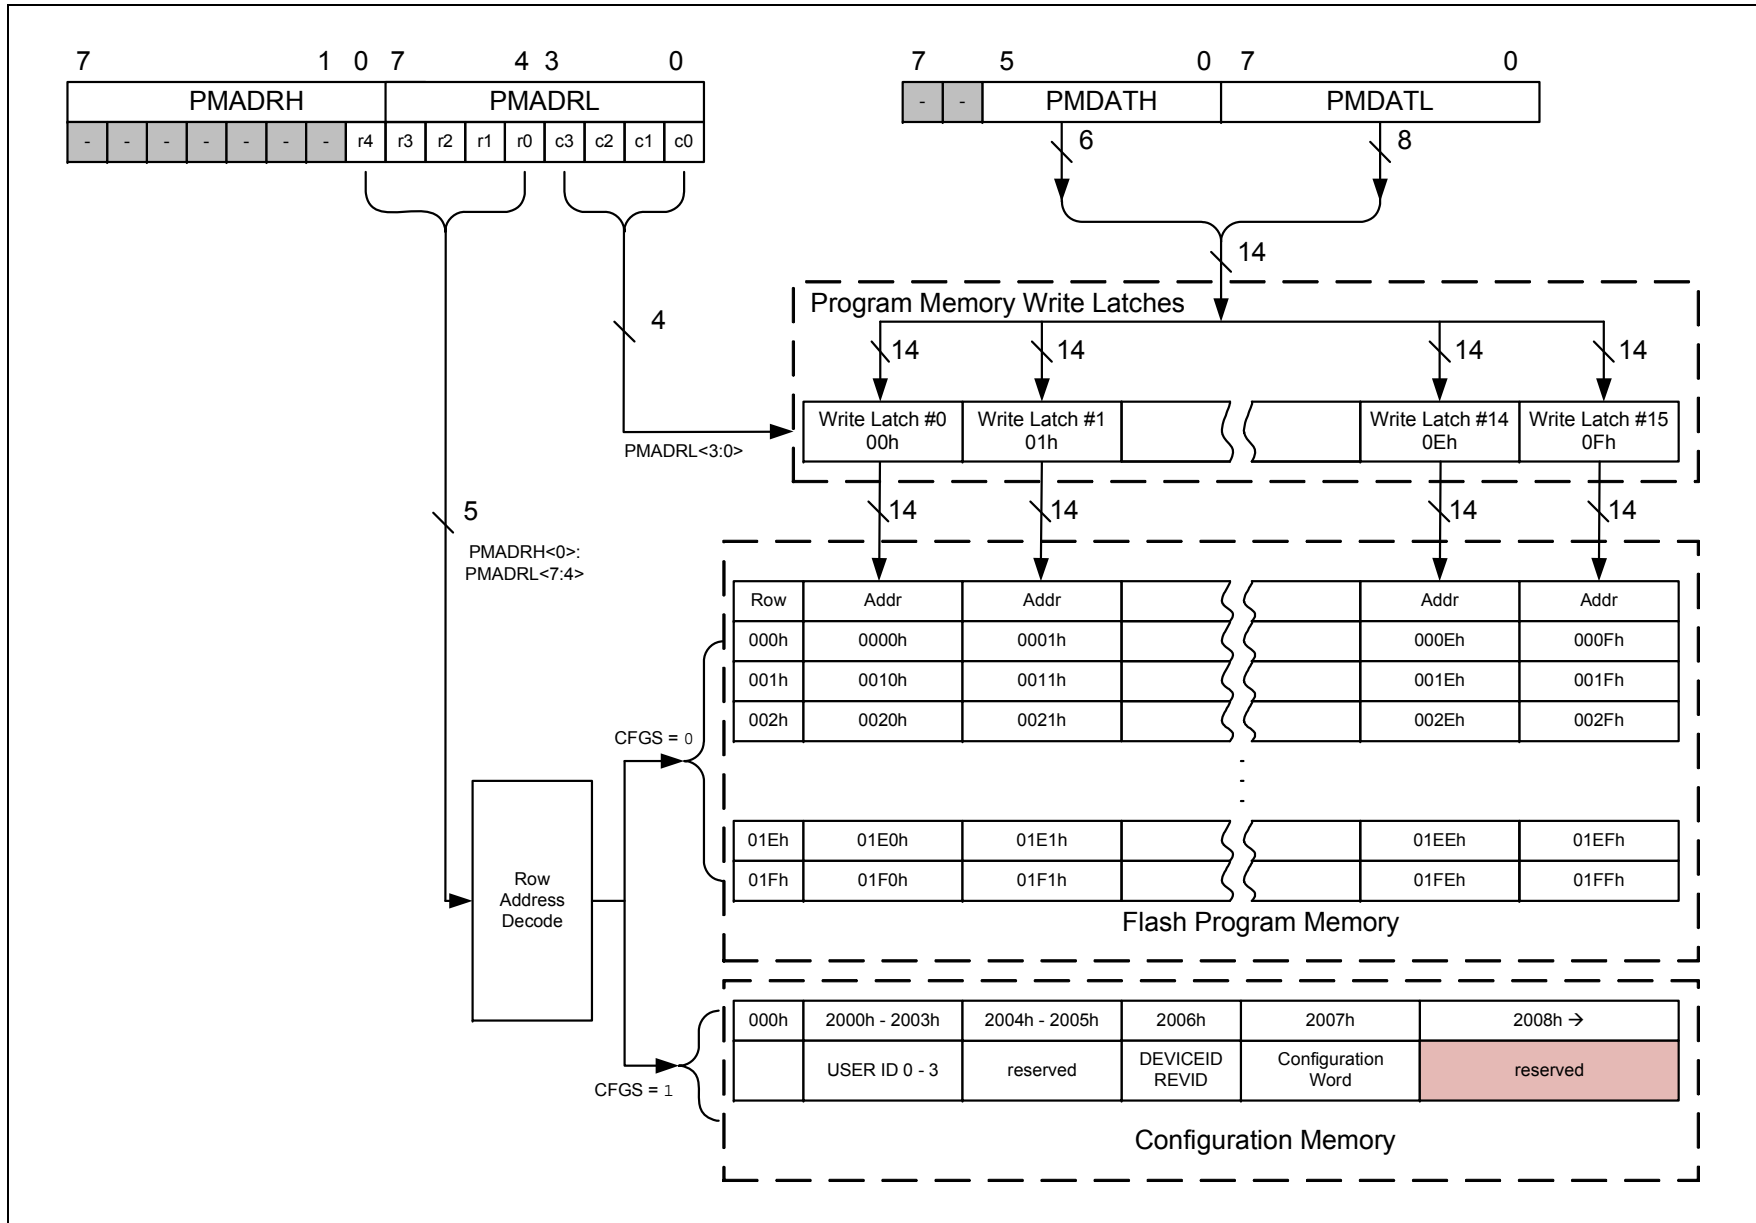 7 1 0 7 4 3 0
7 5 0 7 0
PMADRH PMADRL
PMDATH PMDATL
- - - - - - - r4 r3 r2 r1 r0 c3 c2 c1 c0
- -
6 8
14
Program Memory Write Latches
4
14 14 14 14
Write Latch #0 Write Latch #1 Write Latch #14 Write Latch #15
00h 01h 0Eh 0Fh
PMADRL<3:0>
14 14 14 14
5
PMADRH<0>:
PMADRL<7:4>
Row Addr Addr Addr Addr
000h 0000h 0001h 000Eh 000Fh
001h 0010h 0011h 001Eh 001Fh
002h 0020h 0021h 002Eh 002Fh
CFGS = 0
01Eh 01E0h 01E1h 01EEh 01EFh
01Fh 01F0h 01F1h 01FEh 01FFh
Row
Address
Decode
Flash Program Memory
000h 2000h - 2003h 2004h - 2005h 2006h 2007h 2008h →
USER ID 0 - 3 reserved DEVICEID Configuration reserved
REVID Word
CFGS = 1
Configuration Memory